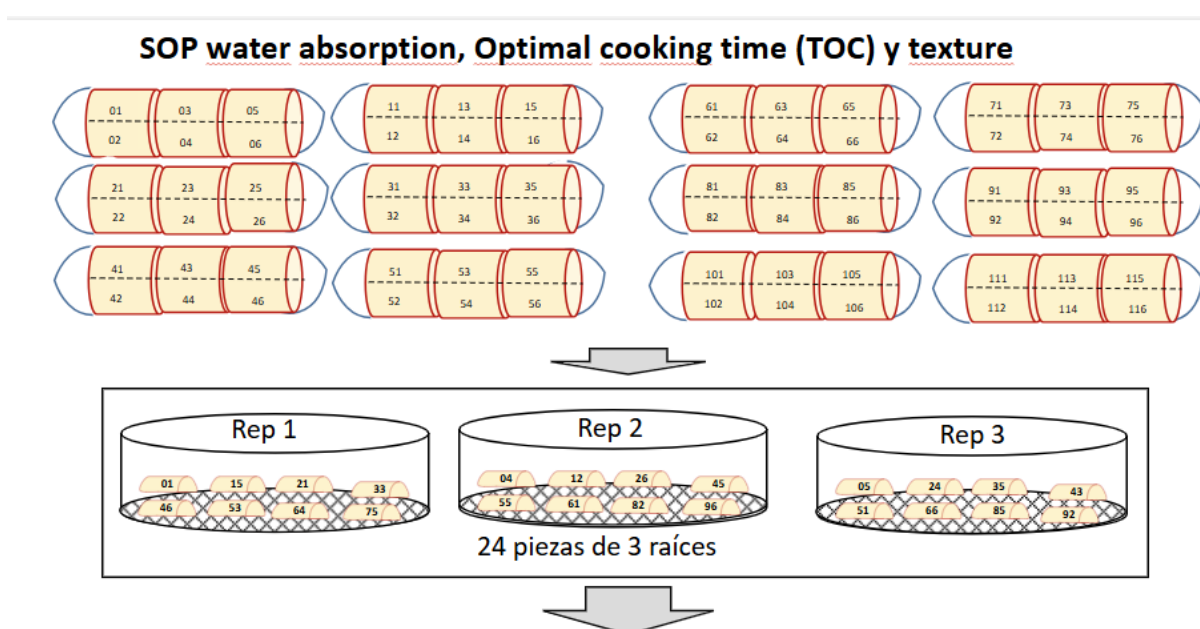 SOP water absorption, Optimal cooking time (TOC) y texture
01 03 05 11 13 15 61 63 65 71 73 75
02 04 06 12 14 16 62 64 66 72 74 76
21 23 25 31 33 35 81 83 85 91 93 95
22 24 26 32 34 36 82 84 86 92 94 96
41 43 45 51 53 55 101 103 105 111 113 115
42 44 46 52 54 56 102 104 106 112 114 116
Rep 1
01 15 21 33
46 53 64 75
Rep 2
04 12 26 45
55 61 82 96
Rep 3
05 24 35 43
51 66 85 92
24 piezas de 3 raíces